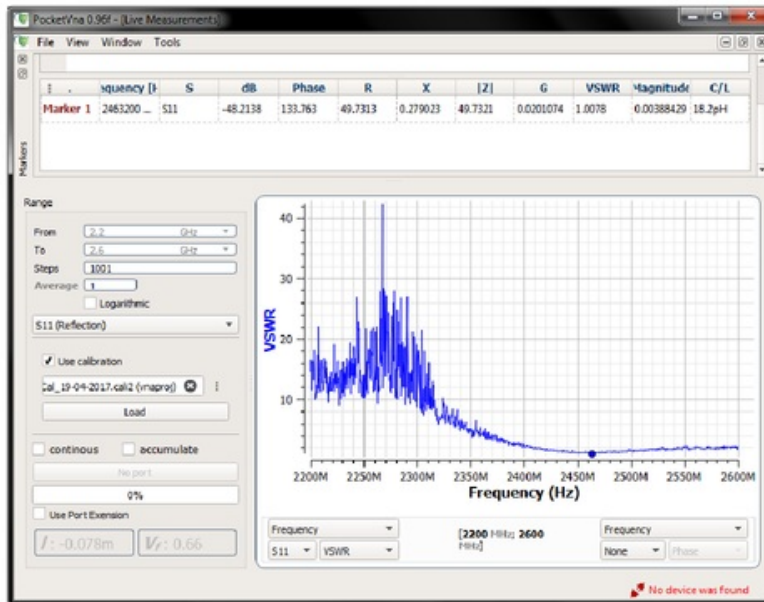 PocketVna 0.96f - [Live Measurements]
File View Window Tools
equency [H S dB Phase R X |Z| G VSWR Magnitude C/L
Marker 1 2463200 ... S11 -48.2138 133.763 49.7313 0.279023 49.7321 0.0201074 1.0078 0.00388429 18.2pH
Markers
Range
From 2.2 GHz
To 2.6 GHz
Steps 1001
Average 1
Logarithmic
S11 (Reflection)
Use calibration
Cal_19-04-2017.cali2 (vnaproj)
Load
continous accumulate
No port
0%
Use Port Exension
I : -0.078m Vf : 0.66
VSWR
40
30
20
10
2200M 2250M 2300M 2350M 2400M 2450M 2500M 2550M 2600M
Frequency (Hz)
Frequency [2200 MHz; 2600 MHz] Frequency
S11 VSWR None Phase
No device was found